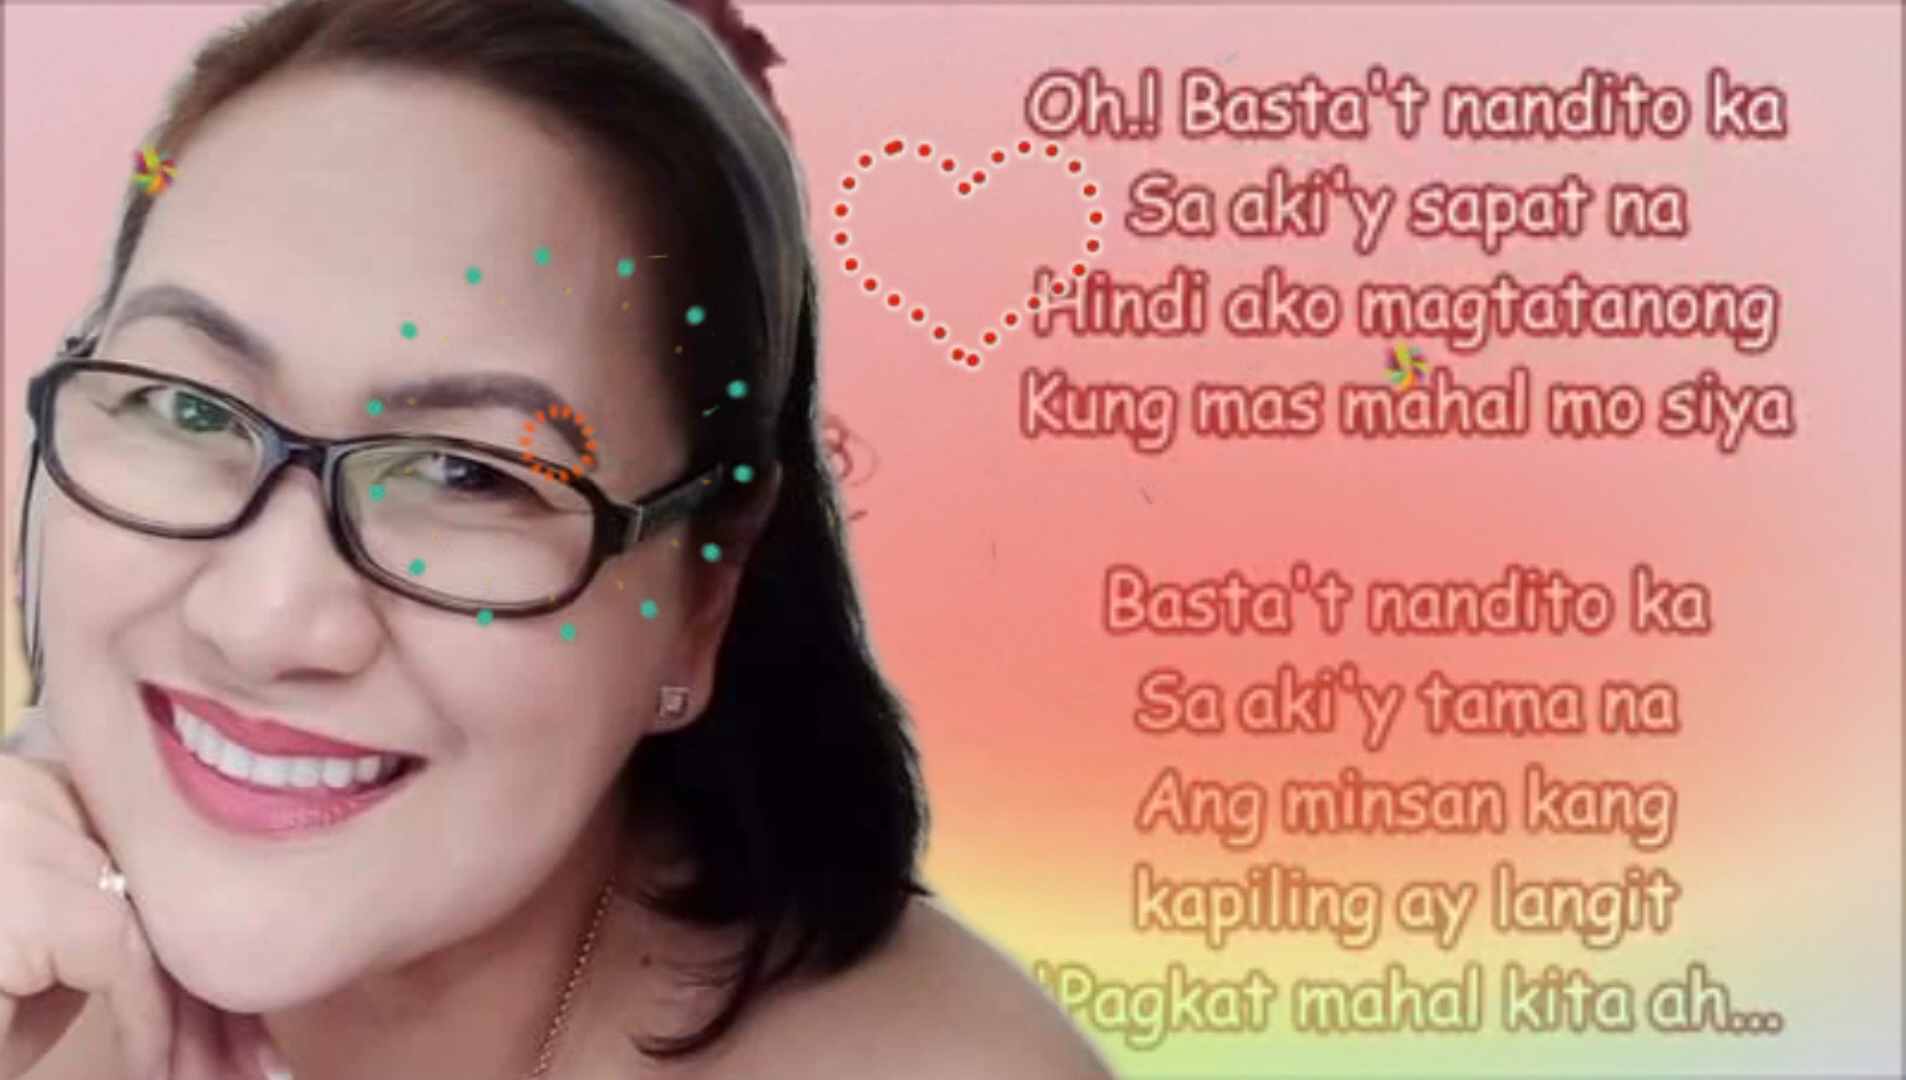 Oh.! Basta't nandito ka
Sa aki'y sapat na
Hindi ako magtatanong
Kung mas mahal mo siya
Basta't nandito ka
Sa aki'y tama na
Ang minsan kang
kapiling ay langit
'Pagkat mahal kita ah...